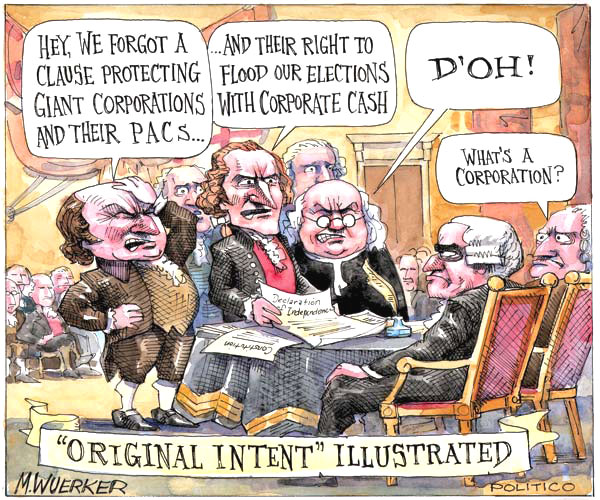 HEY, WE FORGOT A
CLAUSE PROTECTING
GIANT CORPORATIONS
AND THEIR PACS...
...AND THEIR RIGHT TO
FLOOD OUR ELECTIONS
WITH CORPORATE CASH
D'OH!
WHAT'S A
CORPORATION?
Declaration
of Independence
Constitution
"ORIGINAL INTENT" ILLUSTRATED
M.WUERKER
POLITICO